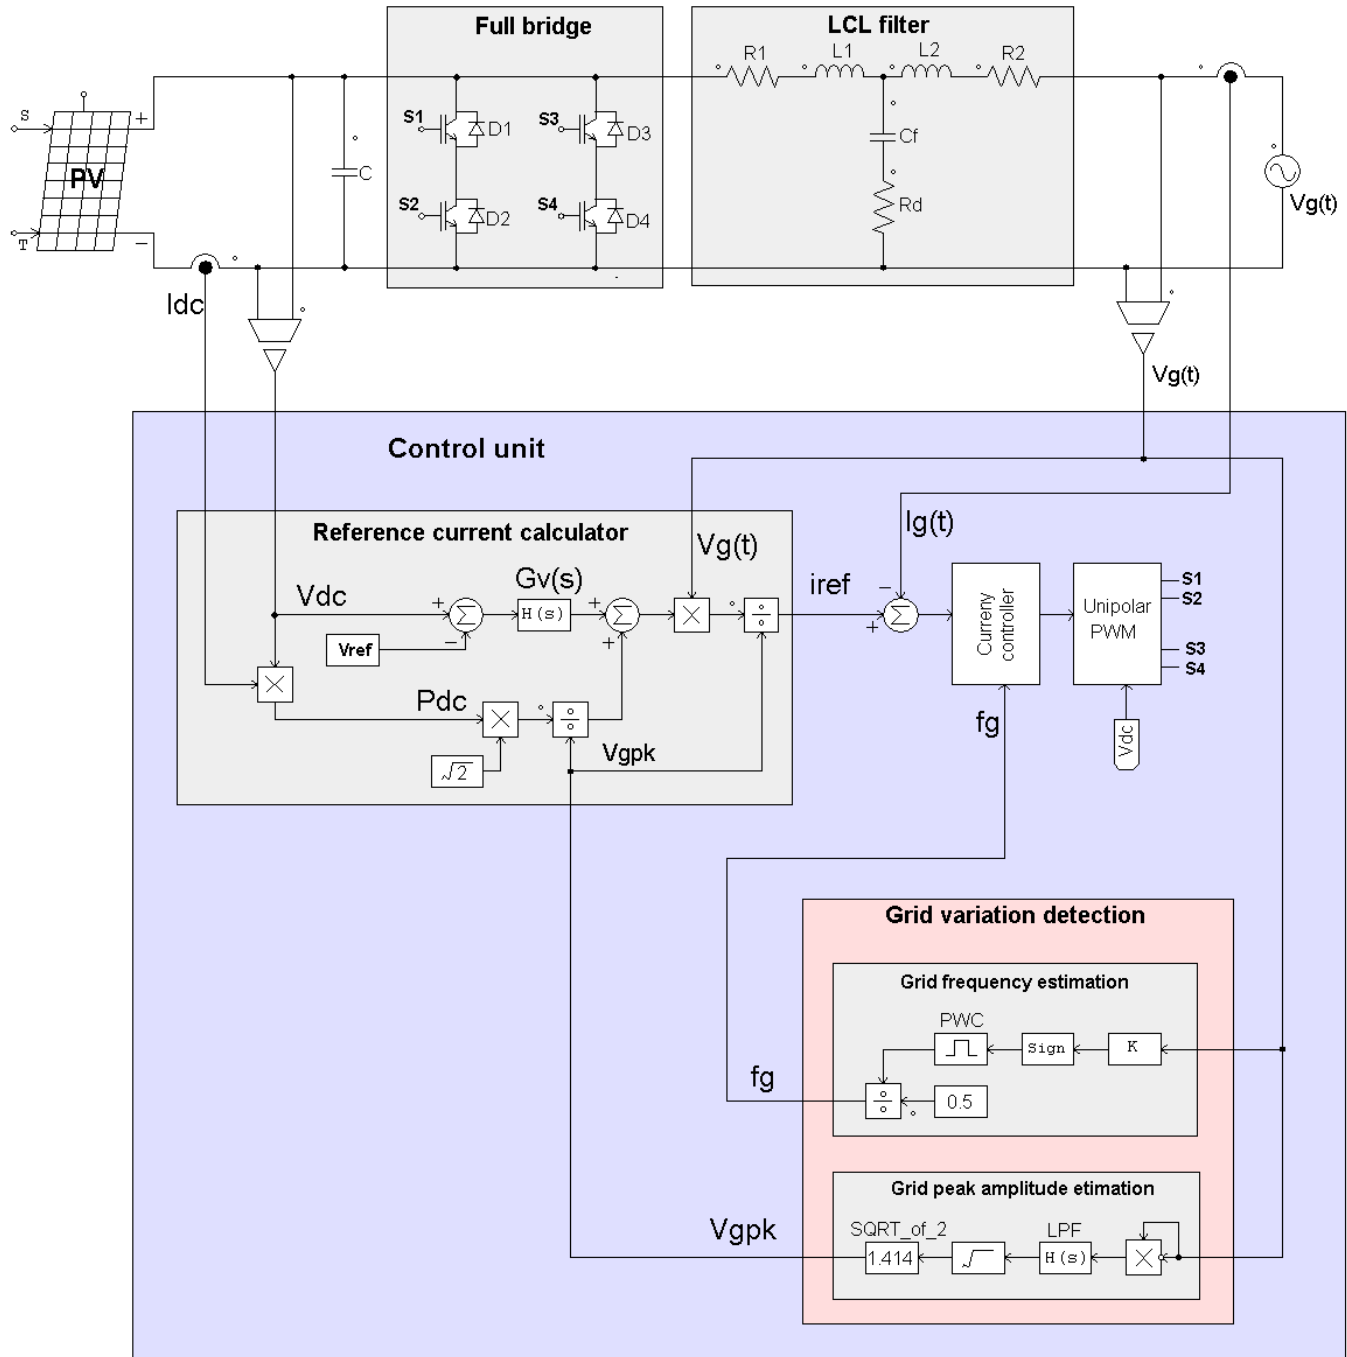 Full bridge
LCL filter
R1
L1
L2
R2
S
+
S1
D1
S3
D3
Cf
PV
C
S2
D2
S4
D4
Rd
Vg(t)
T
−
Idc
Vg(t)
Control unit
Reference current calculator
Ig(t)
Vg(t)
Gv(s)
iref
Vdc
+
Σ
H(s)
+
Σ
×
÷
−
+
Σ
Curreny
controller
Unipolar
PWM
S1
S2
S3
S4
−
Vref
+
×
Pdc
×
÷
√2
Vgpk
fg
Vdc
Grid variation detection
Grid frequency estimation
PWC
Sign
K
fg
÷
0.5
Grid peak amplitude etimation
Vgpk
SQRT_of_2
LPF
1.414
√
H(s)
×